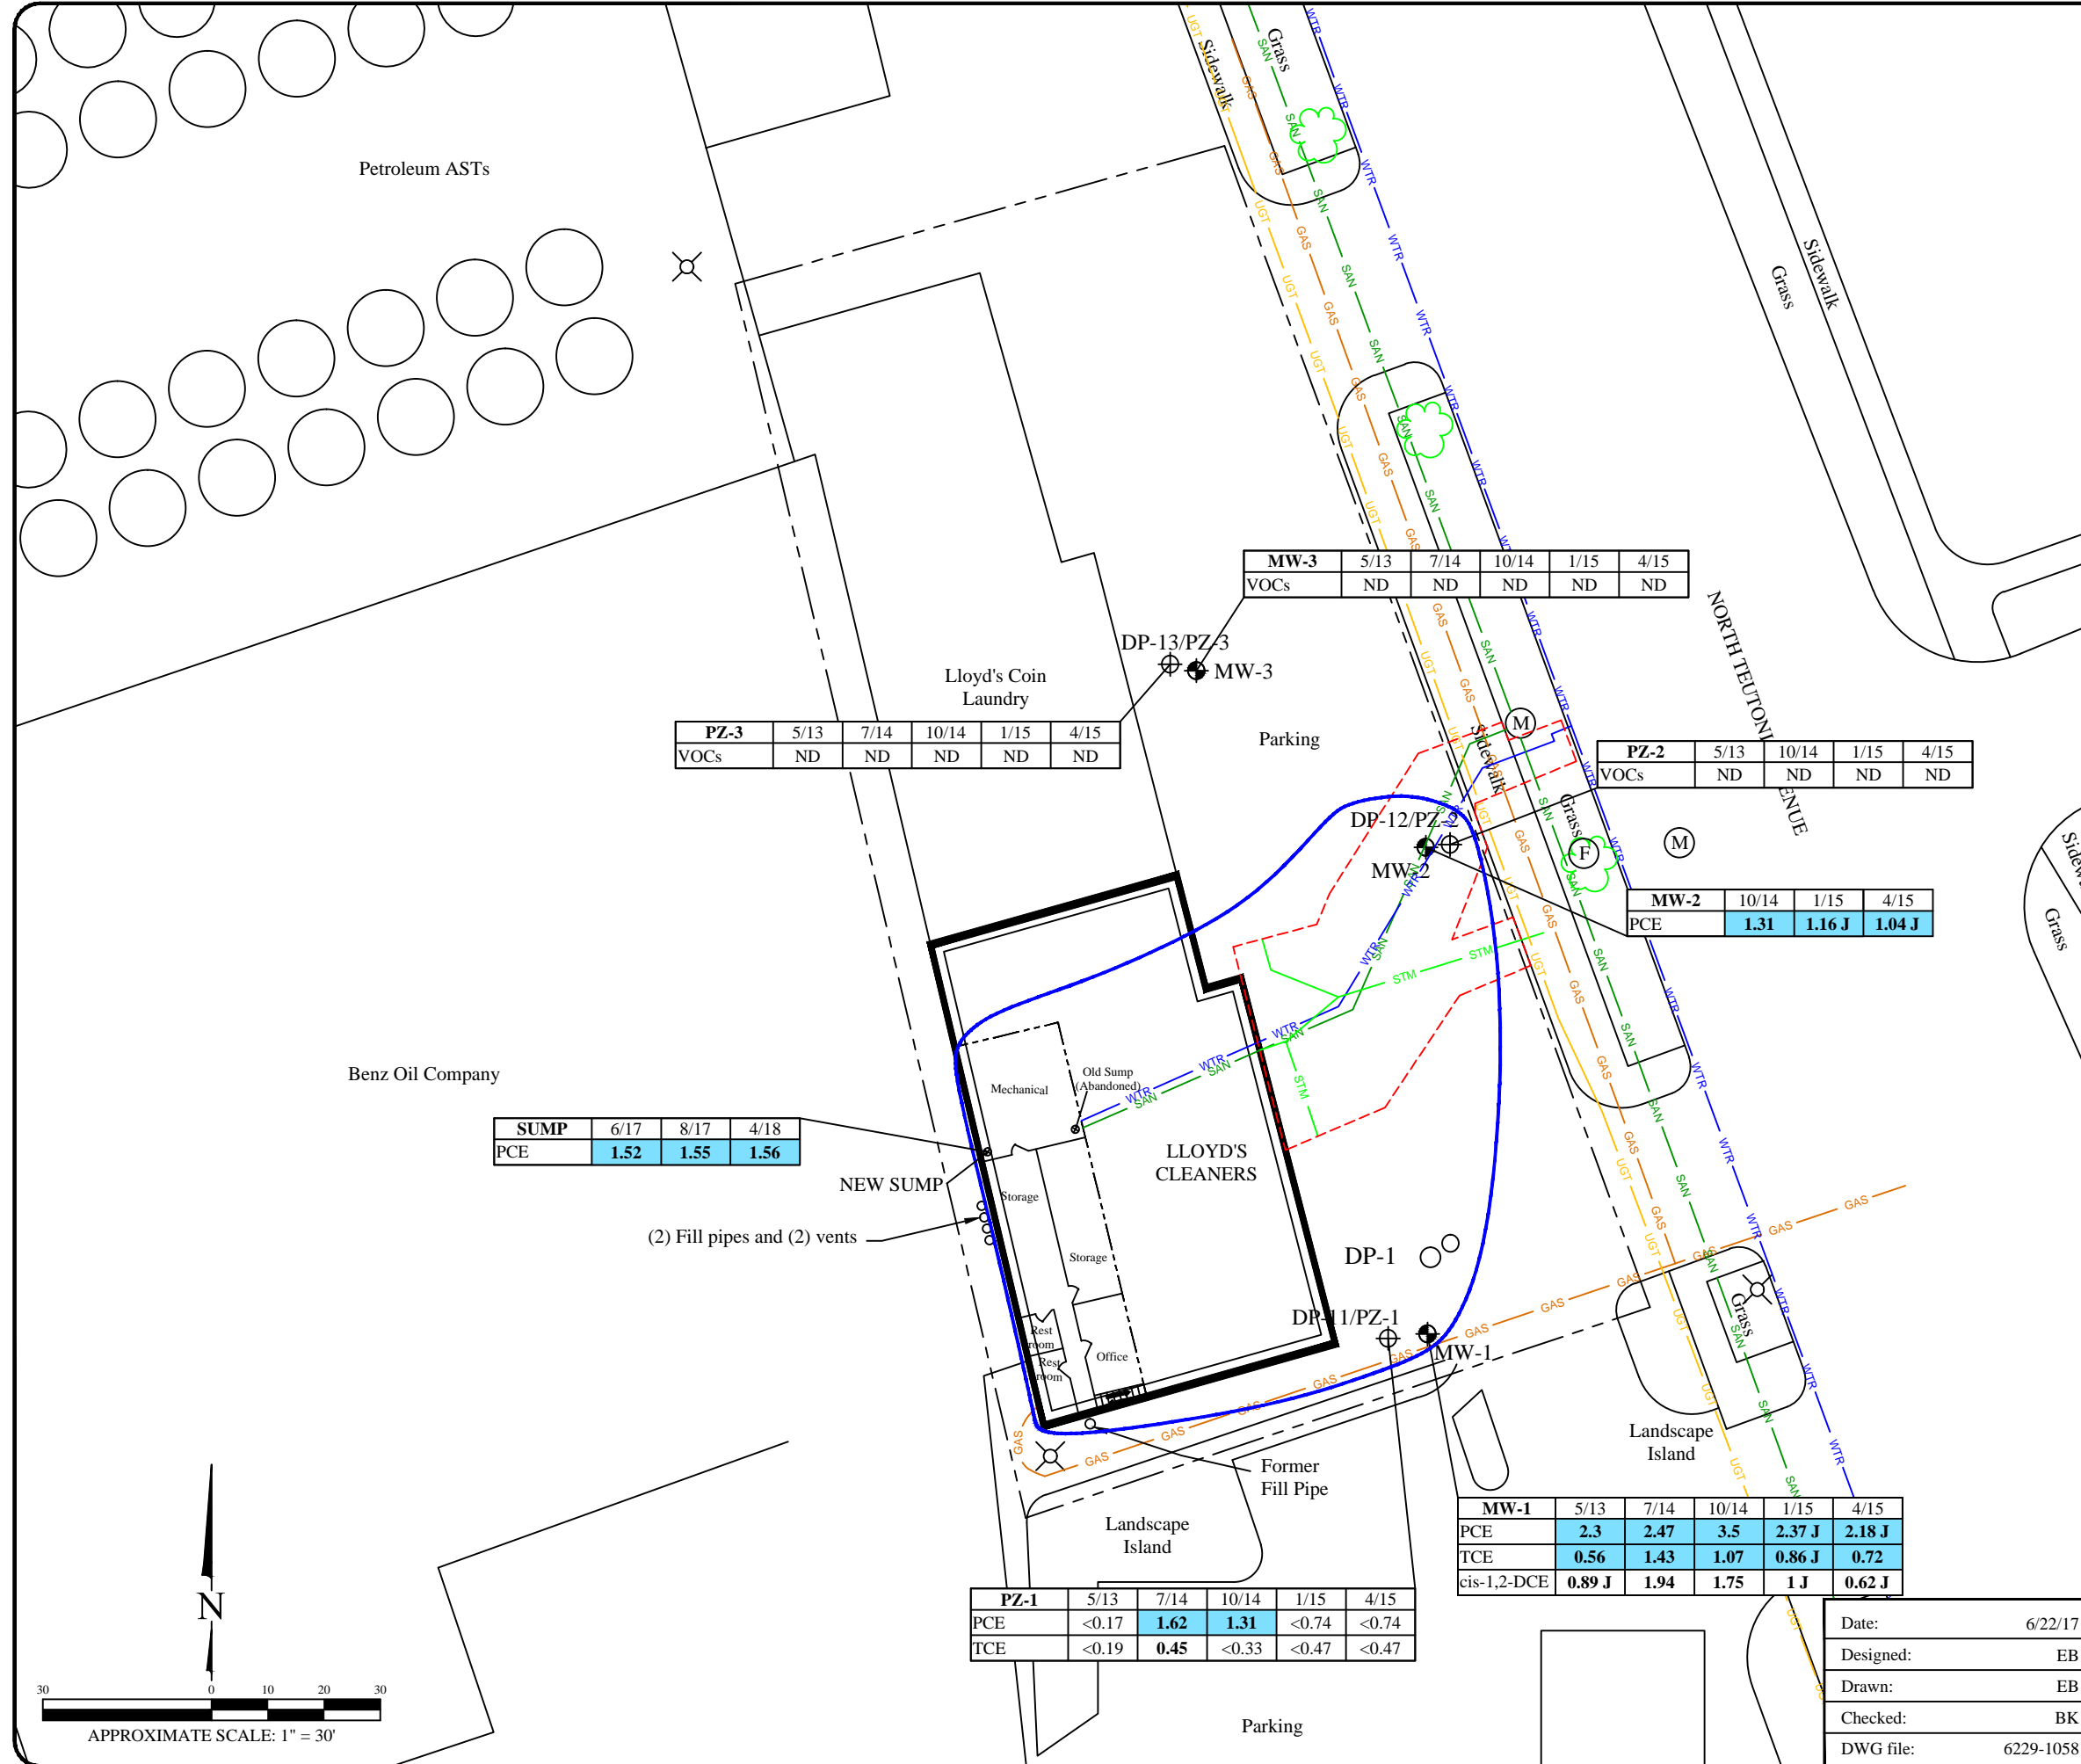 Petroleum ASTs
Sidewalk
Grass
UGT
GAS
SAN
WTR
Sidewalk
Grass
MW-3 5/13 7/14 10/14 1/15 4/15
VOCs ND ND ND ND ND
DP-13/PZ-3
MW-3
Lloyd's Coin
Laundry
PZ-3 5/13 7/14 10/14 1/15 4/15
VOCs ND ND ND ND ND
Parking
Sidewalk
M
PZ-2 5/13 10/14 1/15 4/15
VOCs ND ND ND ND
DP-12/PZ-2
MW-2
Grass
F
M
MW-2 10/14 1/15 4/15
PCE 1.31 1.16 J 1.04 J
Grass
STM
STM
Benz Oil Company
Mechanical
Old Sump
(Abandoned)
SUMP 6/17 8/17 4/18
PCE 1.52 1.55 1.56
LLOYD'S
CLEANERS
NEW SUMP
Storage
(2) Fill pipes and (2) vents
Storage
DP-1
DP-11/PZ-1
MW-1
Rest
room
Rest
room
Office
Grass
Former
Fill Pipe
Landscape
Island
Landscape
Island
MW-1 5/13 7/14 10/14 1/15 4/15
PCE 2.3 2.47 3.5 2.37 J 2.18 J
TCE 0.56 1.43 1.07 0.86 J 0.72
cis-1,2-DCE 0.89 J 1.94 1.75 1 J 0.62 J
PZ-1 5/13 7/14 10/14 1/15 4/15
PCE <0.17 1.62 1.31 <0.74 <0.74
TCE <0.19 0.45 <0.33 <0.47 <0.47
N
30 0 10 20 30
APPROXIMATE SCALE: 1" = 30'
Parking
Date: 6/22/17
Designed: EB
Drawn: EB
Checked: BK
DWG file: 6229-1058